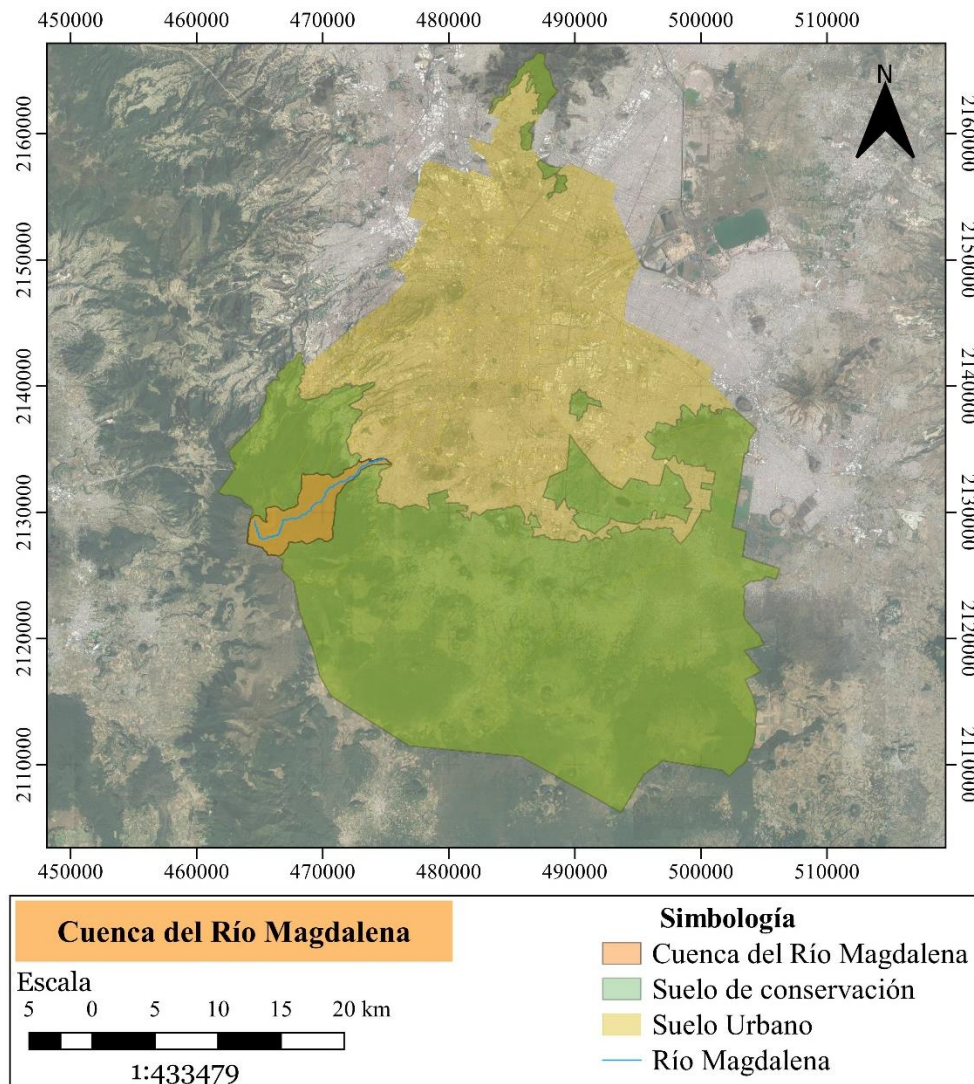 450000 460000 470000 480000 490000 500000 510000
N
2160000 2160000
2150000 2150000
2140000 2140000
2130000 2130000
2120000 2120000
2110000 2110000
450000 460000 470000 480000 490000 500000 510000
Cuenca del Río Magdalena
Escala
5 0 5 10 15 20 km
1:433479
Simbología
Cuenca del Río Magdalena
Suelo de conservación
Suelo Urbano
Río Magdalena